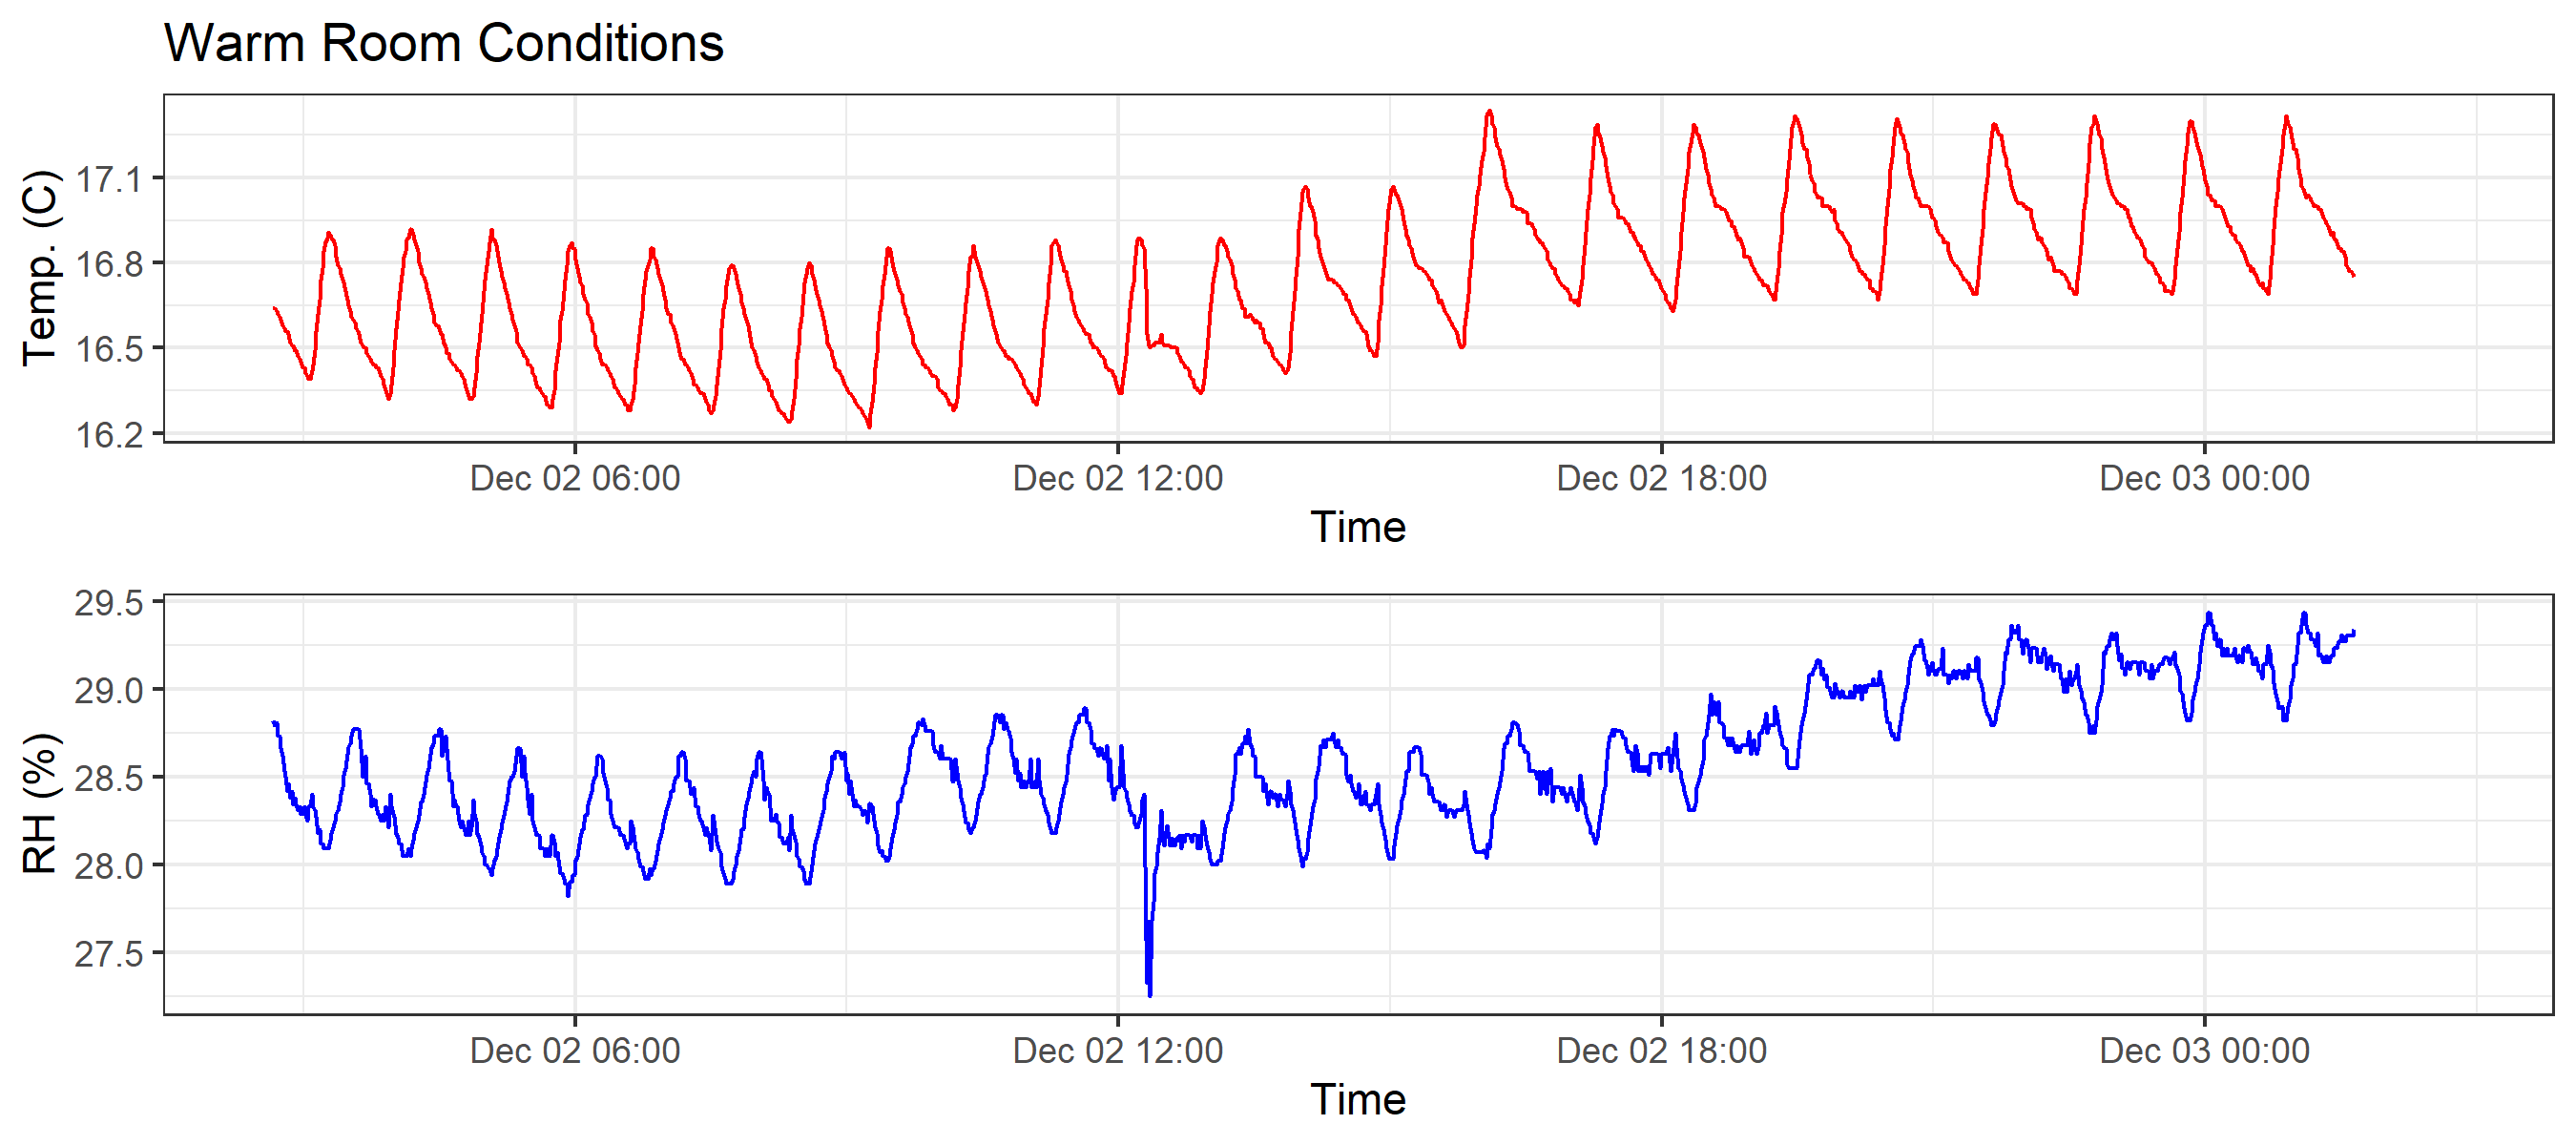 Warm Room Conditions
Temp. (C)
17.1
16.8
16.5
16.2
Dec 02 06:00 Dec 02 12:00 Dec 02 18:00 Dec 03 00:00
Time
RH (%)
29.5
29.0
28.5
28.0
27.5
Dec 02 06:00 Dec 02 12:00 Dec 02 18:00 Dec 03 00:00
Time